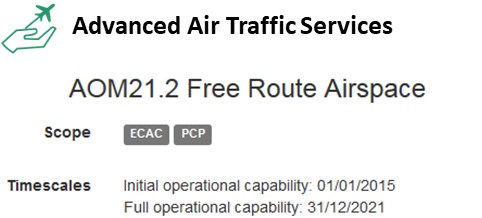 Advanced Air Traffic Services
AOM21.2 Free Route Airspace
Scope ECAC PCP
Timescales Initial operational capability: 01/01/2015
Full operational capability: 31/12/2021